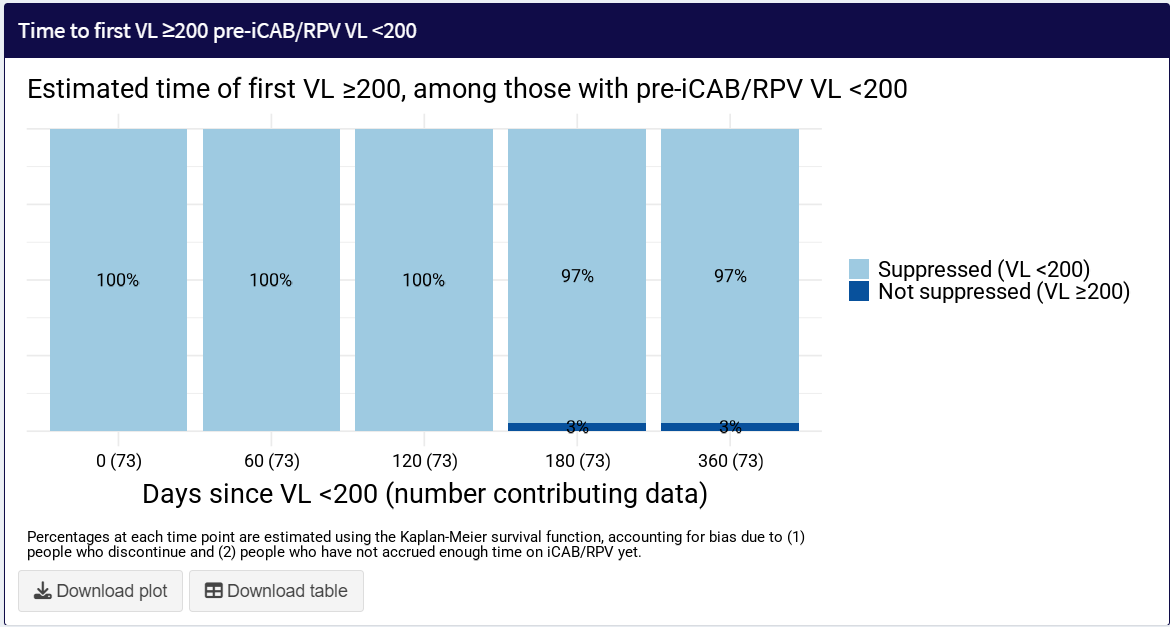 Time to first VL ≥200 pre-iCAB/RPV VL <200
Estimated time of first VL ≥200, among those with pre-iCAB/RPV VL <200
100%
100%
100%
97%
97%
3%
3%
Suppressed (VL <200)
Not suppressed (VL ≥200)
0 (73)
60 (73)
120 (73)
180 (73)
360 (73)
Days since VL <200 (number contributing data)
Percentages at each time point are estimated using the Kaplan-Meier survival function, accounting for bias due to (1)
people who discontinue and (2) people who have not accrued enough time on iCAB/RPV yet.
Download plot
Download table